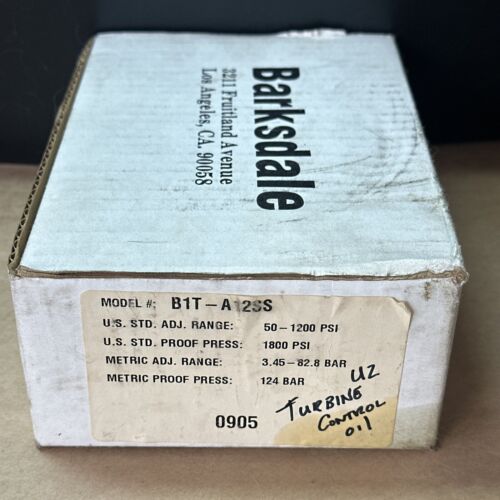 Barksdale
3211 Fruitland Avenue
Los Angeles, CA. 90058
MODEL #: B1T-A12SS
U.S. STD. ADJ. RANGE: 50-1200 PSI
U.S. STD. PROOF PRESS: 1800 PSI
METRIC ADJ. RANGE: 3.45-82.8 BAR
METRIC PROOF PRESS: 124 BAR
0905
U2
TURBINE
CONTROL
OIL